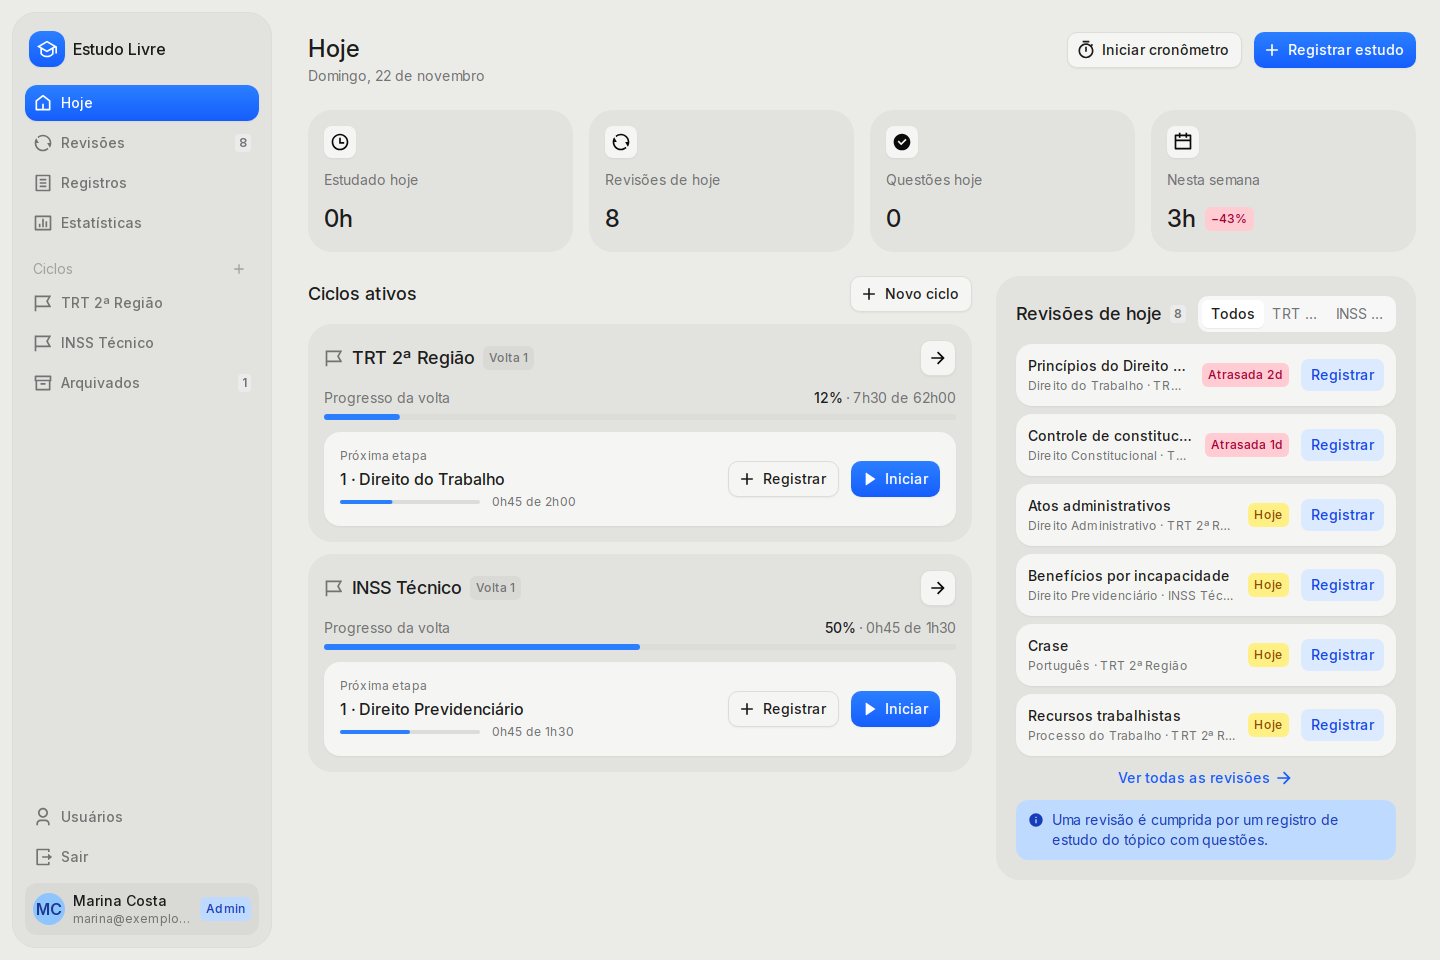 Estudo Livre
Hoje
Revisões 8
Registros
Estatísticas
Ciclos
TRT 2ª Região
INSS Técnico
Arquivados 1
Usuários
Sair
MC
Marina Costa
marina@exemplo...
Admin
Hoje
Domingo, 22 de novembro
Iniciar cronômetro
Registrar estudo
Estudado hoje
0h
Revisões de hoje
8
Questões hoje
0
Nesta semana
3h −43%
Ciclos ativos
Novo ciclo
TRT 2ª Região Volta 1
Progresso da volta 12% · 7h30 de 62h00
Próxima etapa
1 · Direito do Trabalho
0h45 de 2h00
Registrar
Iniciar
INSS Técnico Volta 1
Progresso da volta 50% · 0h45 de 1h30
Próxima etapa
1 · Direito Previdenciário
0h45 de 1h30
Registrar
Iniciar
Revisões de hoje 8
Todos TRT ... INSS ...
Princípios do Direito ...
Direito do Trabalho · TR...
Atrasada 2d
Registrar
Controle de constituc...
Direito Constitucional · T...
Atrasada 1d
Registrar
Atos administrativos
Direito Administrativo · TRT 2ª R...
Hoje
Registrar
Benefícios por incapacidade
Direito Previdenciário · INSS Téc...
Hoje
Registrar
Crase
Português · TRT 2ª Região
Hoje
Registrar
Recursos trabalhistas
Processo do Trabalho · TRT 2ª R...
Hoje
Registrar
Ver todas as revisões
Uma revisão é cumprida por um registro de
estudo do tópico com questões.